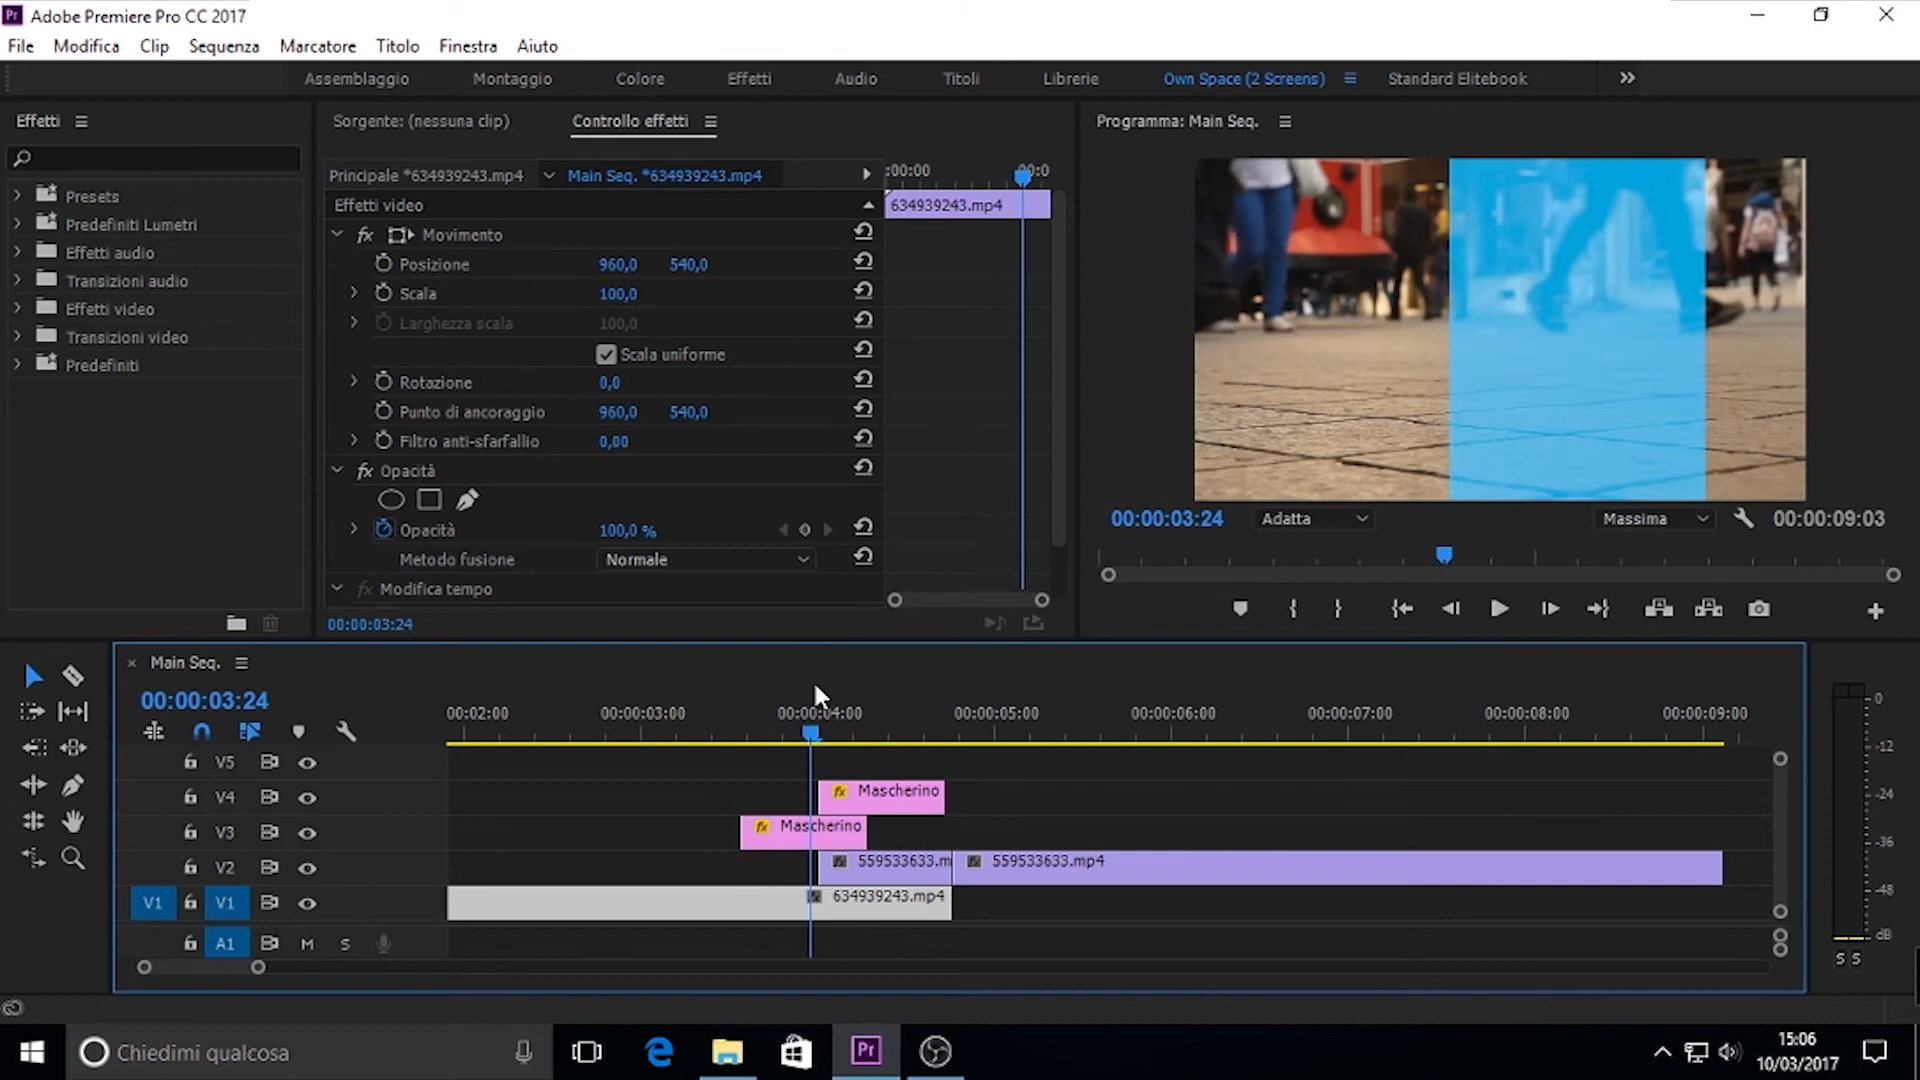 Adobe Premiere Pro CC 2017
File Modifica Clip Sequenza Marcatore Titolo Finestra Aiuto
Assemblaggio Montaggio Colore Effetti Audio Titoli Librerie Own Space (2 Screens) Standard Elitebook
Effetti
Presets
Predefiniti Lumetri
Effetti audio
Transizioni audio
Effetti video
Transizioni video
Predefiniti
Sorgente: (nessuna clip) Controllo effetti
Principale *634939243.mp4 Main Seq. *634939243.mp4
:00:00 00:0
Effetti video 634939243.mp4
fx Movimento
Posizione 960,0 540,0
Scala 100,0
Larghezza scala 100,0
Scala uniforme
Rotazione 0,0
Punto di ancoraggio 960,0 540,0
Filtro anti-sfarfallio 0,00
fx Opacità
Opacità 100,0 %
Metodo fusione Normale
fx Modifica tempo
00:00:03:24
Programma: Main Seq.
00:00:03:24 Adatta Massima 00:00:09:03
Main Seq.
00:00:03:24
00:02:00 00:00:03:00 00:00:04:00 00:00:05:00 00:00:06:00 00:00:07:00 00:00:08:00 00:00:09:00
V5
V4 fx Mascherino
V3 fx Mascherino
V2 fx 559533633.m fx 559533633.mp4
V1 V1 634939243.mp4
A1 M S
0
-12
-24
-36
-48
dB
S S
Chiedimi qualcosa
Pr
15:06
10/03/2017